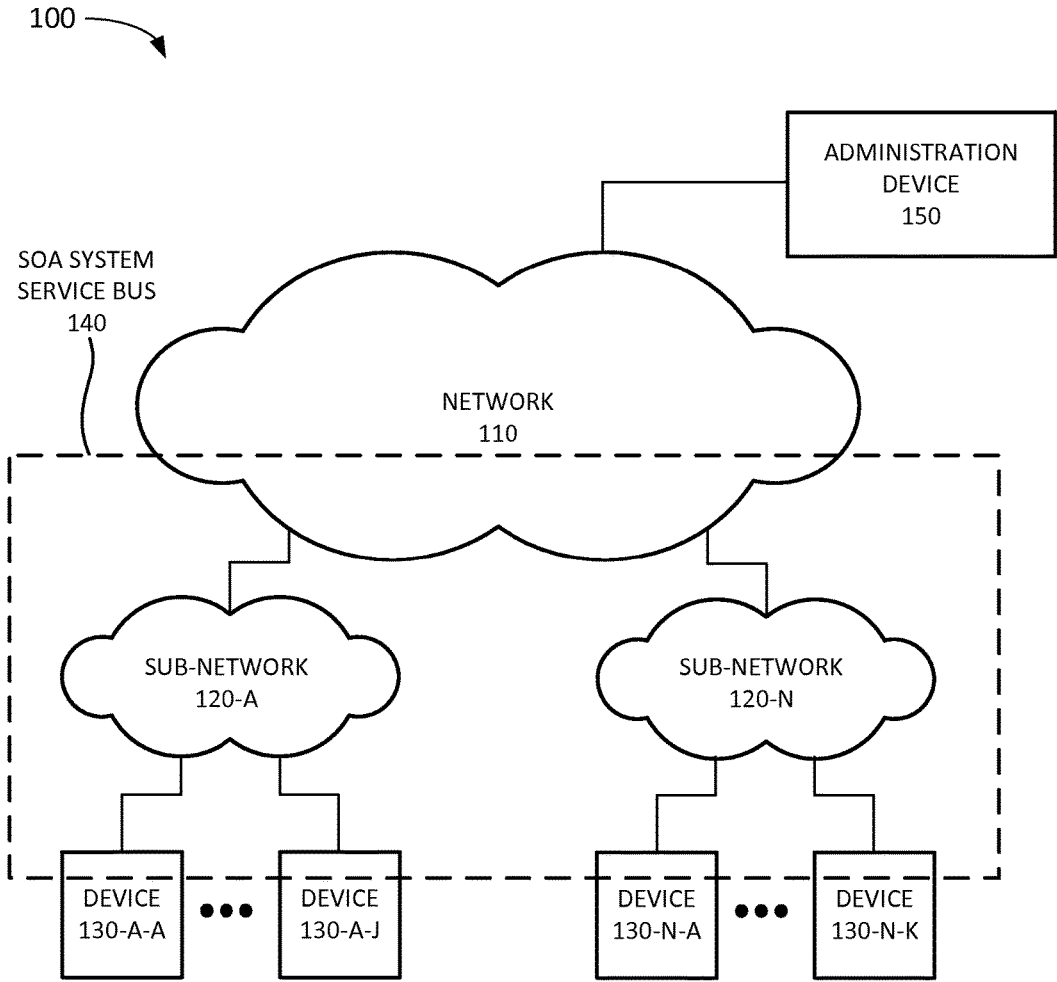 100
ADMINISTRATION
DEVICE
150
SOA SYSTEM
SERVICE BUS
140
NETWORK
110
SUB-NETWORK
120-A
SUB-NETWORK
120-N
DEVICE
130-A-A
DEVICE
130-A-J
DEVICE
130-N-A
DEVICE
130-N-K